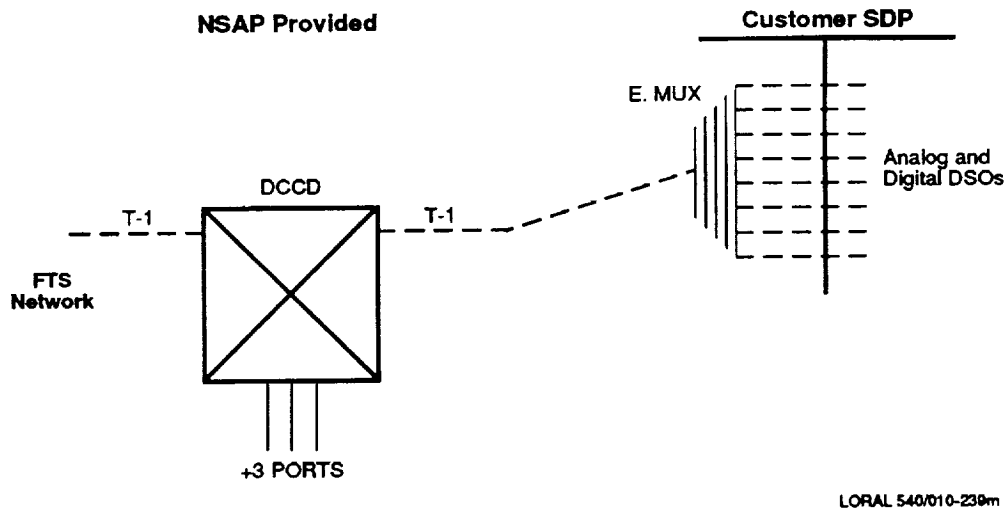 NSAP Provided
Customer SDP
E. MUX
Analog and
Digital DSOs
DCCD
T-1
T-1
FTS
Network
+3 PORTS
LORAL 540/010-239m